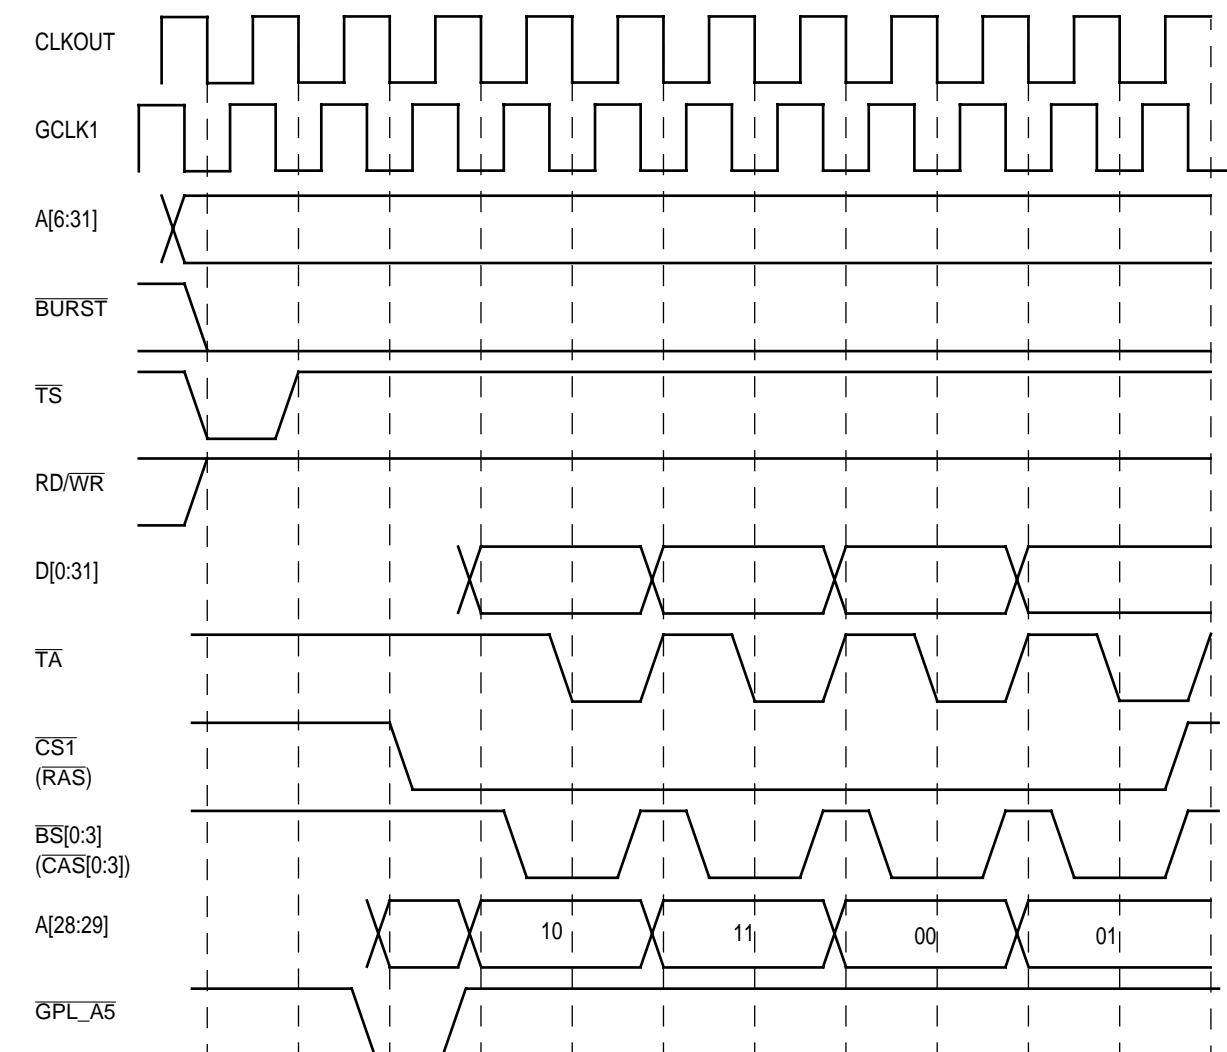 CLKOUT
GCLK1
A[6:31]
BURST
TS
RD/WR
D[0:31]
TA
CS1
(RAS)
BS[0:3]
(CAS[0:3])
A[28:29]
10
11
00
01
GPL_A5